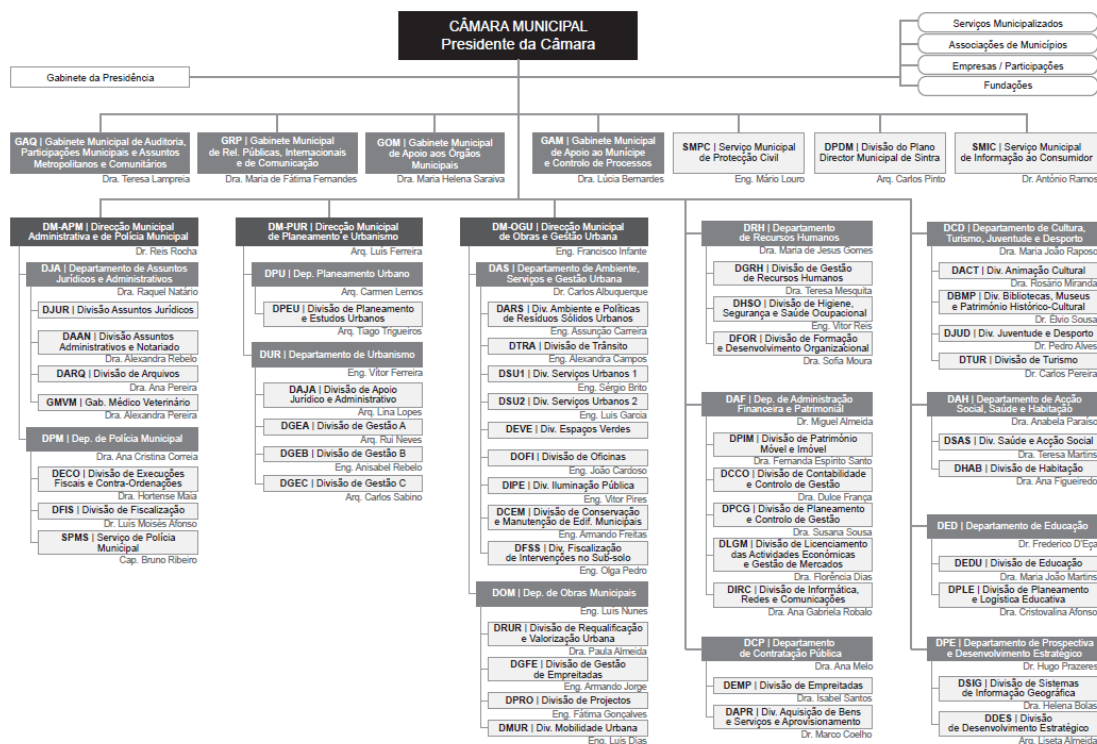 CÂMARA MUNICIPAL
Presidente da Câmara
Serviços Municipalizados
Associações de Municípios
Empresas / Participações
Fundações
Gabinete da Presidência
GAQ | Gabinete Municipal de Auditoria,
Participações Municipais e Assuntos
Metropolitanos e Comunitários
Dra. Teresa Lampreia
GRP | Gabinete Municipal
de Rel. Públicas, Internacionais
e de Comunicação
Dra. Maria de Fátima Fernandes
GOM | Gabinete Municipal
de Apoio aos Órgãos
Municipais
Dra. Maria Helena Saraiva
GAM | Gabinete Municipal
de Apoio ao Munícipe
e Controlo de Processos
Dra. Lúcia Bernardes
SMPC | Serviço Municipal
de Protecção Civil
Eng. Mário Louro
DPDM | Divisão do Plano
Director Municipal de Sintra
Arq. Carlos Pinto
SMIC | Serviço Municipal
de Informação ao Consumidor
Dr. António Ramos
DM-APM | Direcção Municipal
Administrativa e de Polícia Municipal
Dr. Reis Rocha
DJA | Departamento de Assuntos
Jurídicos e Administrativos
Dra. Raquel Natário
DJUR | Divisão Assuntos Jurídicos
DAAN | Divisão Assuntos
Administrativos e Notariado
Dra. Alexandra Rebelo
DARQ | Divisão de Arquivos
Dra. Ana Pereira
GMVM | Gab. Médico Veterinário
Dra. Alexandra Pereira
DPM | Dep. de Polícia Municipal
Dra. Ana Cristina Correia
DECO | Divisão de Execuções
Fiscais e Contra-Ordenações
Dra. Hortense Maia
DFIS | Divisão de Fiscalização
Dr. Luís Moisés Afonso
SPMS | Serviço de Polícia
Municipal
Cap. Bruno Ribeiro
DM-PUR | Direcção Municipal
de Planeamento e Urbanismo
Arq. Luís Ferreira
DPU | Dep. Planeamento Urbano
Arq. Carmen Lemos
DPEU | Divisão de Planeamento
e Estudos Urbanos
Arq. Tiago Trigueiros
DUR | Departamento de Urbanismo
Eng. Vítor Ferreira
DAJA | Divisão de Apoio
Jurídico e Administrativo
Arq. Lina Lopes
DGEA | Divisão de Gestão A
Arq. Rui Neves
DGEB | Divisão de Gestão B
Eng. Anisabel Rebelo
DGEC | Divisão de Gestão C
Arq. Carlos Sabino
DM-OGU | Direcção Municipal
de Obras e Gestão Urbana
Eng. Francisco Infante
DAS | Departamento de Ambiente,
Serviços e Gestão Urbana
Dr. Carlos Albuquerque
DARS | Div. Ambiente e Políticas
de Resíduos Sólidos Urbanos
Eng. Assunção Carreira
DTRA | Divisão de Trânsito
Eng. Alexandra Campos
DSU1 | Div. Serviços Urbanos 1
Eng. Sérgio Brito
DSU2 | Div. Serviços Urbanos 2
Eng. Luis Garcia
DEVE | Div. Espaços Verdes
DOFI | Divisão de Oficinas
Eng. João Cardoso
DIPE | Div. Iluminação Pública
Eng. Vitor Pires
DCEM | Divisão de Conservação
e Manutenção de Edif. Municipais
Eng. Armando Freitas
DFSS | Div. Fiscalização
de Intervenções no Sub-solo
Eng. Olga Pedro
DOM | Dep. de Obras Municipais
Eng. Luís Nunes
DRUR | Divisão de Requalificação
e Valorização Urbana
Dra. Paula Almeida
DGFE | Divisão de Gestão
de Empreitadas
Eng. Armando Jorge
DPRO | Divisão de Projectos
Eng. Fátima Gonçalves
DMUR | Div. Mobilidade Urbana
Eng. Luis Dias
DRH | Departamento
de Recursos Humanos
Dra. Maria de Jesus Gomes
DGRH | Divisão de Gestão
de Recursos Humanos
Dra. Teresa Mesquita
DHSO | Divisão de Higiene,
Segurança e Saúde Ocupacional
Eng. Vitor Reis
DFOR | Divisão de Formação
e Desenvolvimento Organizacional
Dra. Sofia Moura
DAF | Dep. de Administração
Financeira e Patrimonial
Dr. Miguel Almeida
DPIM | Divisão de Património
Móvel e Imóvel
Dra. Fernanda Espírito Santo
DCCO | Divisão de Contabilidade
e Controlo de Gestão
Dra. Dulce França
DPCG | Divisão de Planeamento
e Controlo de Gestão
Dra. Susana Sousa
DLGM | Divisão de Licenciamento
das Actividades Económicas
e Gestão de Mercados
Dra. Florência Dias
DIRC | Divisão de Informática,
Redes e Comunicações
Dra. Ana Gabriela Robalo
DCP | Departamento
de Contratação Pública
Dra. Ana Melo
DEMP | Divisão de Empreitadas
Dra. Isabel Santos
DAPR | Div. Aquisição de Bens
e Serviços e Aprovisionamento
Dr. Marco Coelho
DCD | Departamento de Cultura,
Turismo, Juventude e Desporto
Dra. Maria João Raposo
DACT | Div. Animação Cultural
Dra. Rosário Miranda
DBMP | Div. Bibliotecas, Museus
e Património Histórico-Cultural
Dr. Élvio Sousa
DJUD | Div. Juventude e Desporto
Dr. Pedro Alves
DTUR | Divisão de Turismo
Dr. Carlos Pereira
DAH | Departamento de Acção
Social, Saúde e Habitação
Dra. Anabela Paraíso
DSAS | Div. Saúde e Acção Social
Dra. Teresa Martins
DHAB | Divisão de Habitação
Dra. Ana Figueiredo
DED | Departamento de Educação
Dr. Frederico D'Eça
DEDU | Divisão de Educação
Dra. Maria João Martins
DPLE | Divisão de Planeamento
e Logística Educativa
Dra. Cristovalina Afonso
DPE | Departamento de Prospectiva
e Desenvolvimento Estratégico
Dr. Hugo Prazeres
DSIG | Divisão de Sistemas
de Informação Geográfica
Dra. Helena Bolas
DDES | Divisão
de Desenvolvimento Estratégico
Arq. Liseta Almeida